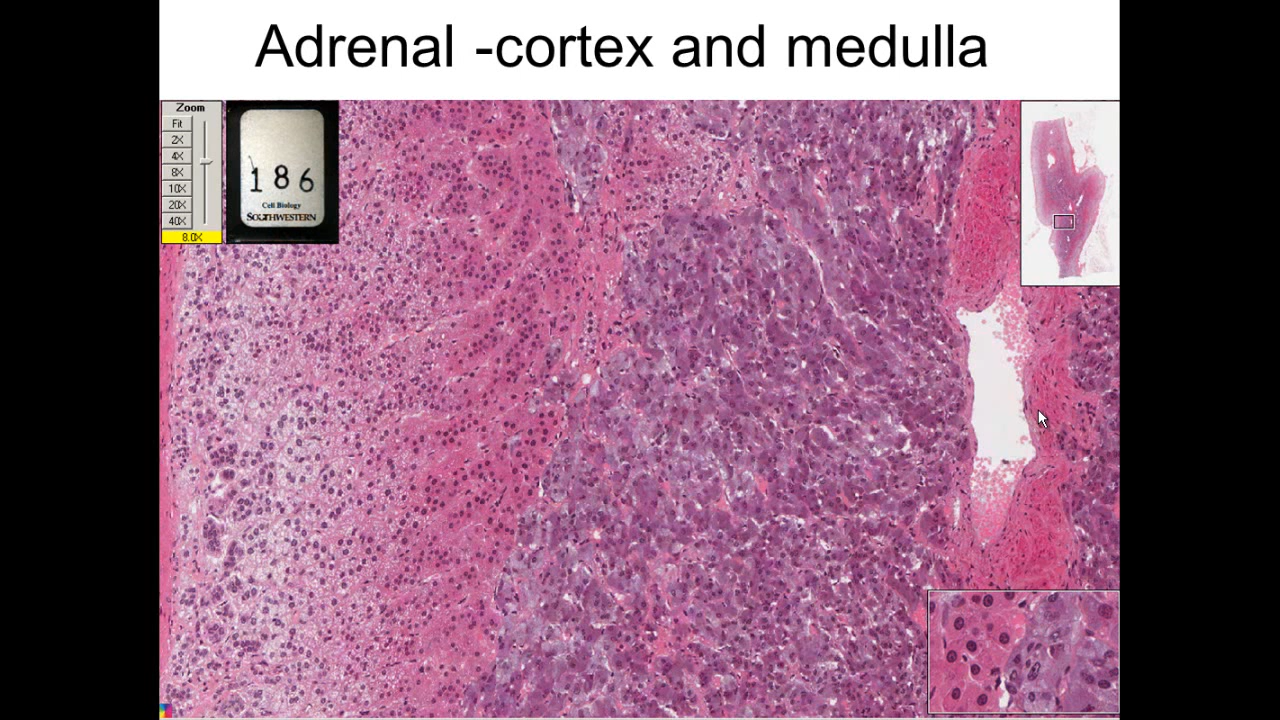 Adrenal -cortex and medulla
Zoom
Fit
2X
4X
8X
10X
20X
40X
8.0X
186
Cell Biology
SOUTHWESTERN